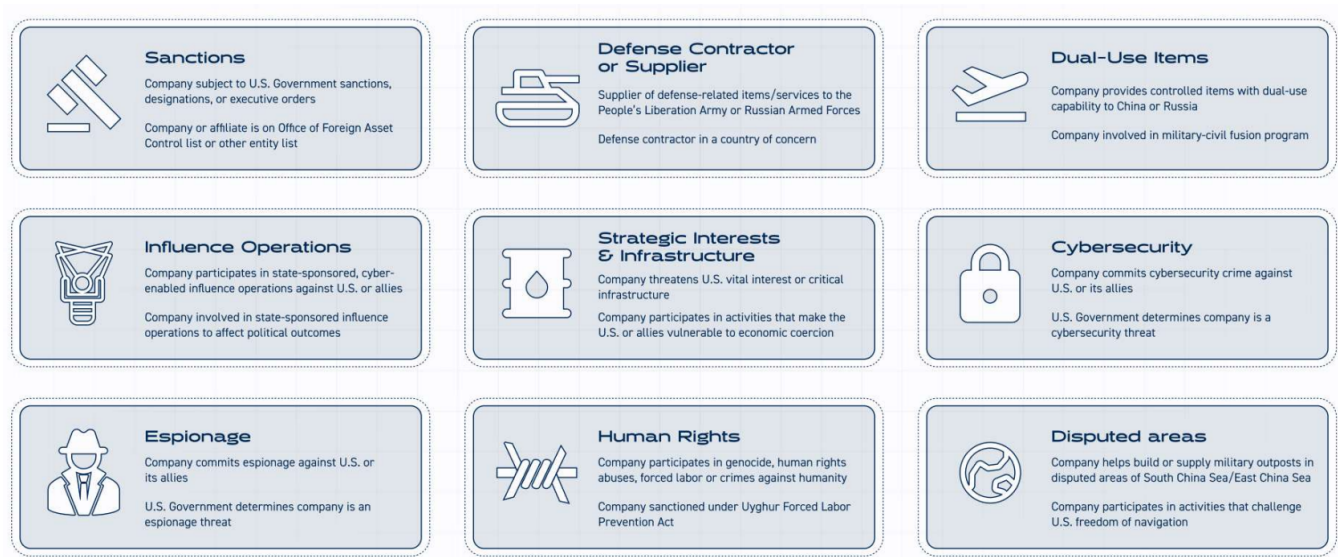 Sanctions
Company subject to U.S. Government sanctions,
designations, or executive orders
Company or affiliate is on Office of Foreign Asset
Control list or other entity list
Defense Contractor
or Supplier
Supplier of defense-related items/services to the
People's Liberation Army or Russian Armed Forces
Defense contractor in a country of concern
Dual-Use Items
Company provides controlled items with dual-use
capability to China or Russia
Company involved in military-civil fusion program
Influence Operations
Company participates in state-sponsored, cyber-
enabled influence operations against U.S. or allies
Company involved in state-sponsored influence
operations to affect political outcomes
Strategic Interests
& Infrastructure
Company threatens U.S. vital interest or critical
infrastructure
Company participates in activities that make the
U.S. or allies vulnerable to economic coercion
Cybersecurity
Company commits cybersecurity crime against
U.S. or its allies
U.S. Government determines company is a
cybersecurity threat
Espionage
Company commits espionage against U.S. or
its allies
U.S. Government determines company is an
espionage threat
Human Rights
Company participates in genocide, human rights
abuses, forced labor or crimes against humanity
Company sanctioned under Uyghur Forced Labor
Prevention Act
Disputed areas
Company helps build or supply military outposts in
disputed areas of South China Sea/East China Sea
Company participates in activities that challenge
U.S. freedom of navigation